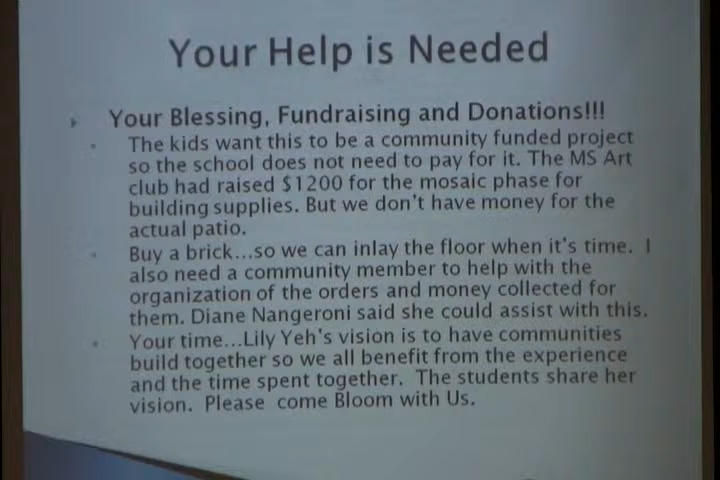 Your Help is Needed
Your Blessing, Fundraising and Donations!!!
The kids want this to be a community funded project
so the school does not need to pay for it. The MS Art
club had raised $1200 for the mosaic phase for
building supplies. But we don't have money for the
actual patio.
Buy a brick...so we can inlay the floor when it's time. I
also need a community member to help with the
organization of the orders and money collected for
them. Diane Nangeroni said she could assist with this.
Your time...Lily Yeh's vision is to have communities
build together so we all benefit from the experience
and the time spent together. The students share her
vision. Please come Bloom with Us.